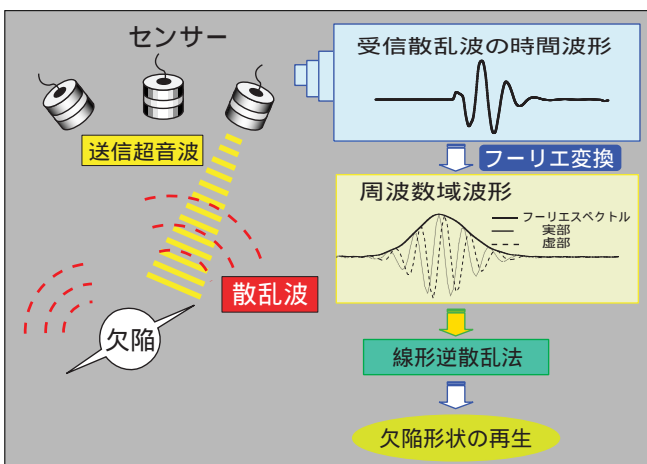 センサー
送信超音波
散乱波
欠陥
受信散乱波の時間波形
フーリエ変換
周波数域波形
フーリエスペクトル
実部
虚部
線形逆散乱法
欠陥形状の再生